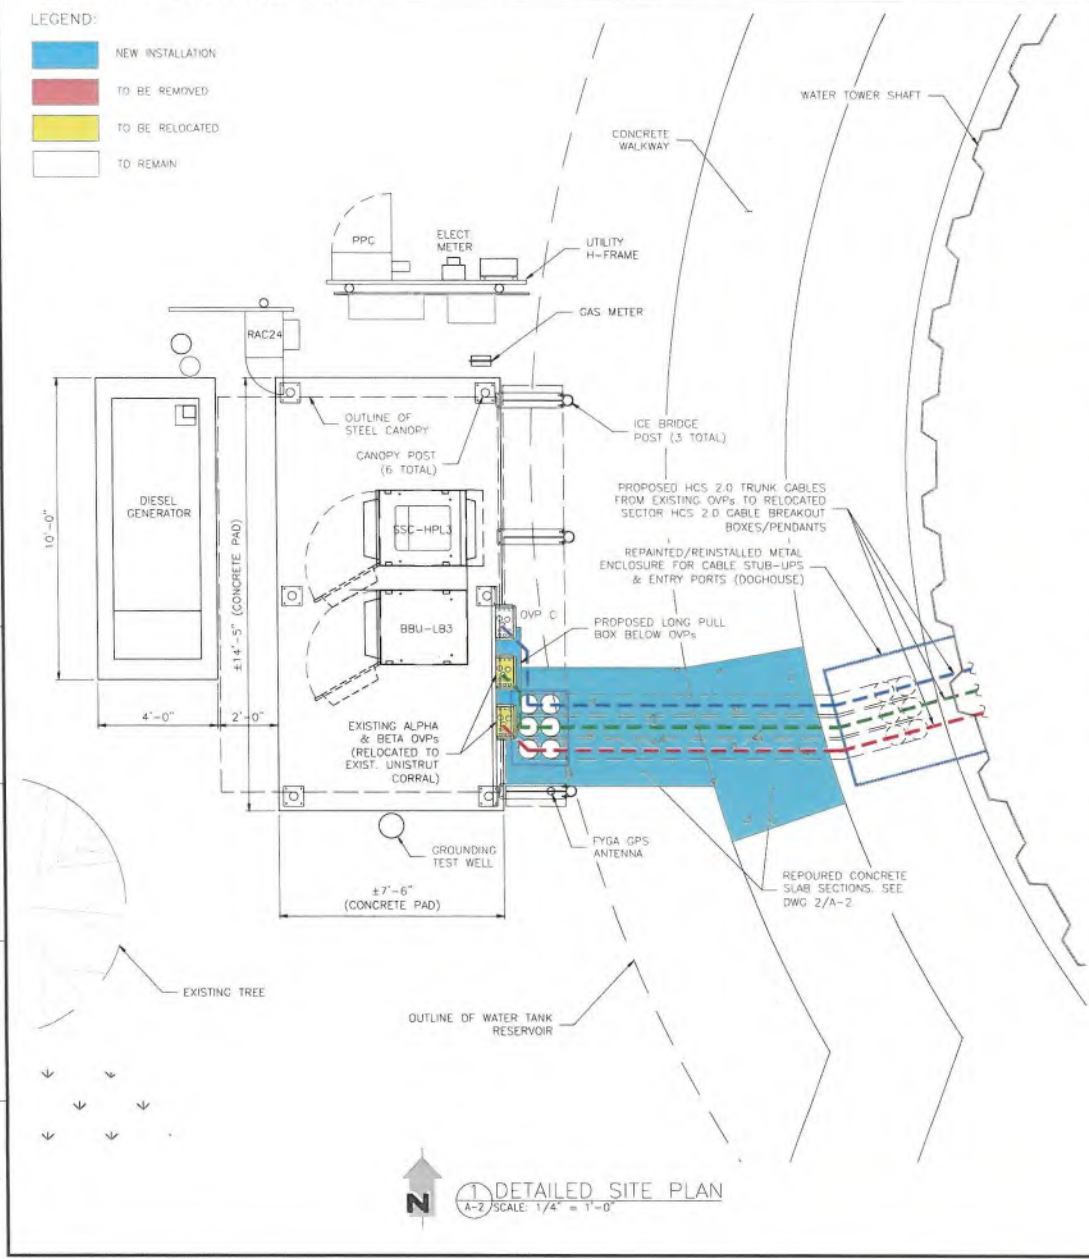 LEGEND:
NEW INSTALLATION
TO BE REMOVED
TO BE RELOCATED
TO REMAIN
WATER TOWER SHAFT
CONCRETE
WALKWAY
PPC
ELECT.
METER
UTILITY
H-FRAME
GAS METER
RAC24
OUTLINE OF
STEEL CANOPY
CANOPY POST
(6 TOTAL)
ICE BRIDGE
POST (3 TOTAL)
DIESEL
GENERATOR
10'-0"
±14'-5" (CONCRETE PAD)
SSC-HPL3
BBU-LB3
PROPOSED HCS 2.0 TRUNK CABLES
FROM EXISTING OVPs TO RELOCATED
SECTOR HCS 2.0 CABLE BREAKOUT
BOXES/PENDANTS
REPAINTED/REINSTALLED METAL
ENCLOSURE FOR CABLE STUB-UPS
& ENTRY PORTS (DOGHOUSE)
OVP C
PROPOSED LONG PULL
BOX BELOW OVPs
4'-0"
2'-0"
EXISTING ALPHA
& BETA OVPs
(RELOCATED TO
EXIST. UNISTRUT
CORRAL)
GROUNDING
TEST WELL
FYGA GPS
ANTENNA
±7'-6"
(CONCRETE PAD)
REPOURED CONCRETE
SLAB SECTIONS. SEE
DWG 2/A-2
EXISTING TREE
OUTLINE OF WATER TANK
RESERVOIR
N
1
A-2
DETAILED SITE PLAN
SCALE: 1/4" = 1'-0"